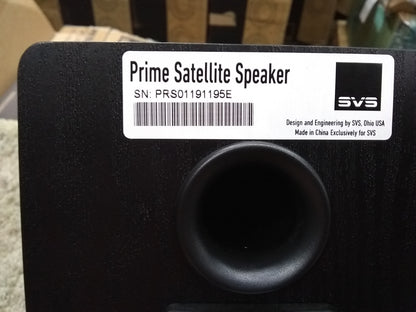 Prime Satellite Speaker
SN: PRS01191195E
SVS
Design and Engineering by SVS, Ohio USA
Made in China Exclusively for SVS